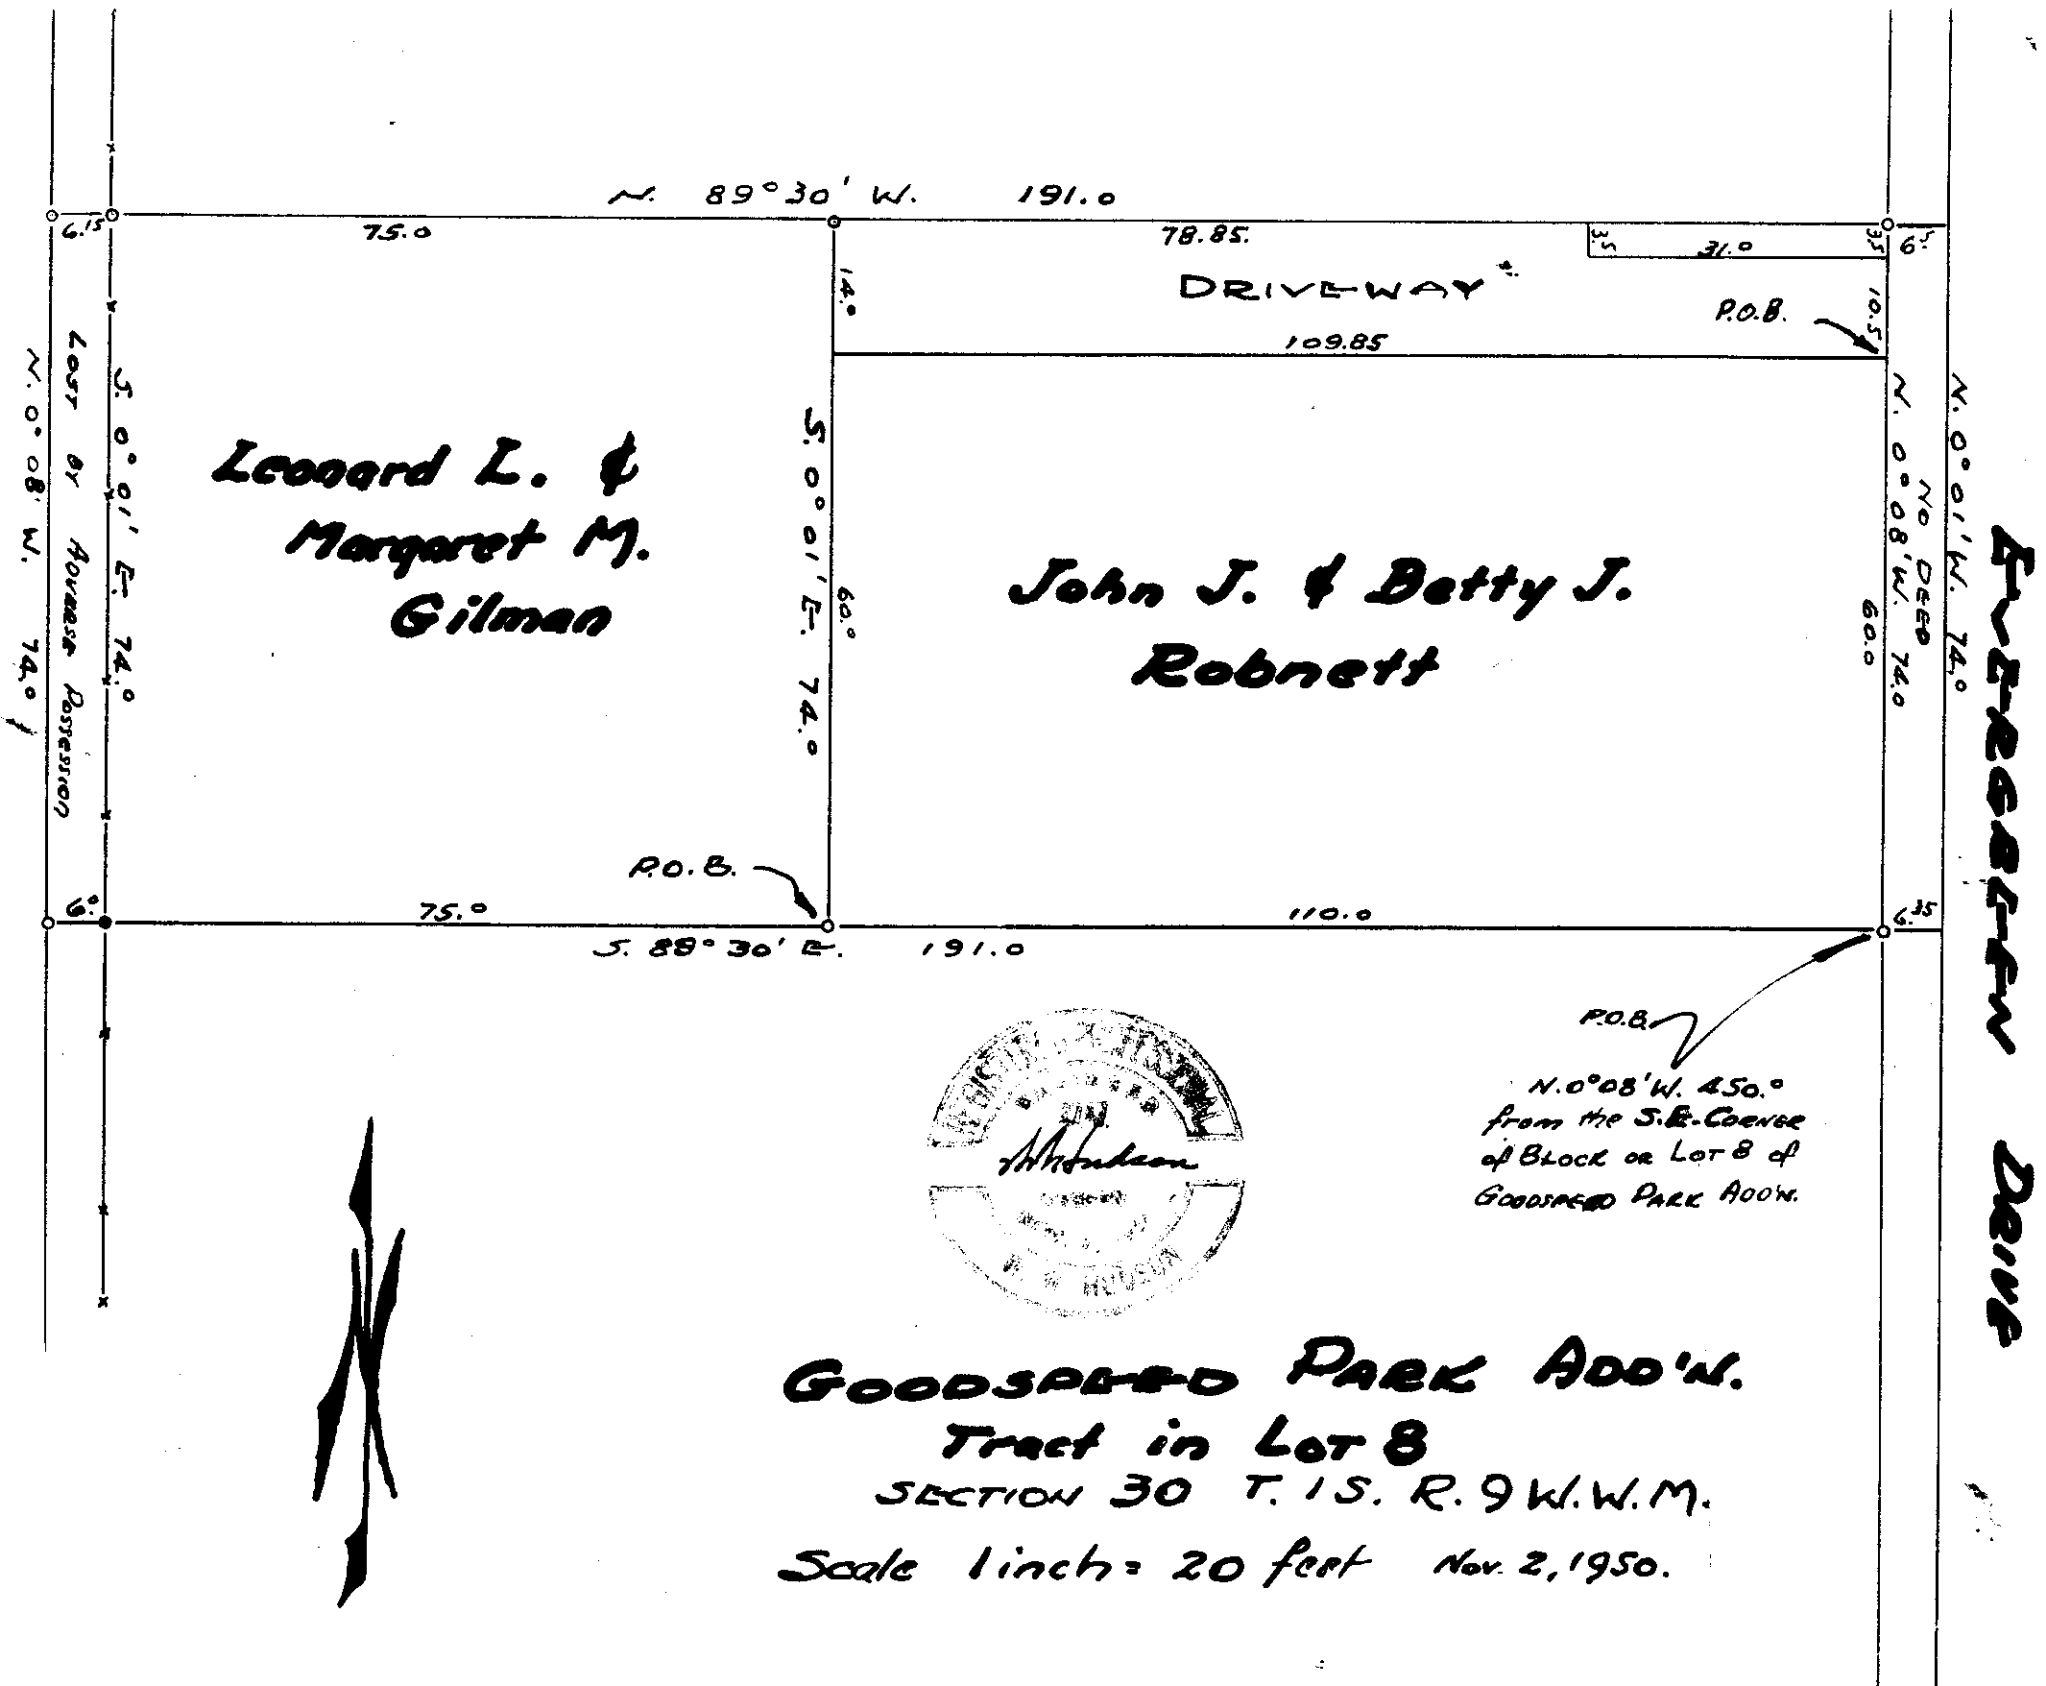 N. 89°30' W. 191.0
6.15
75.0
78.85.
3.5
31.0
3.5
6.5
14.0
DRIVEWAY
10.5
P.O.B.
109.85
N. 0°08' W. 74.0
LOST BY ADVERSE POSSESSION
S. 0°01' E. 74.0
Leonard L. &
Margaret M.
Gilman
S. 0°01' E. 74.0
60.0
John J. & Betty J.
Robnett
60.0
N. 0°08' W. 74.0
NO DEED
N. 0°01' W. 74.0
EVERGREEN DRIVE
P.O.B.
6.0
75.0
110.0
6.35
S. 88°30' E. 191.0
P.O.B.
N. 0°08' W. 450.0
from the S.E. CORNER
of BLOCK OR LOT 8 of
GOODSPEED PARK ADD'N.
HUDSON
GOODSPEED PARK ADD'N.
Tract in LOT 8
SECTION 30 T. 1 S. R. 9 W. W. M.
Scale 1 inch = 20 feet Nov. 2, 1950.